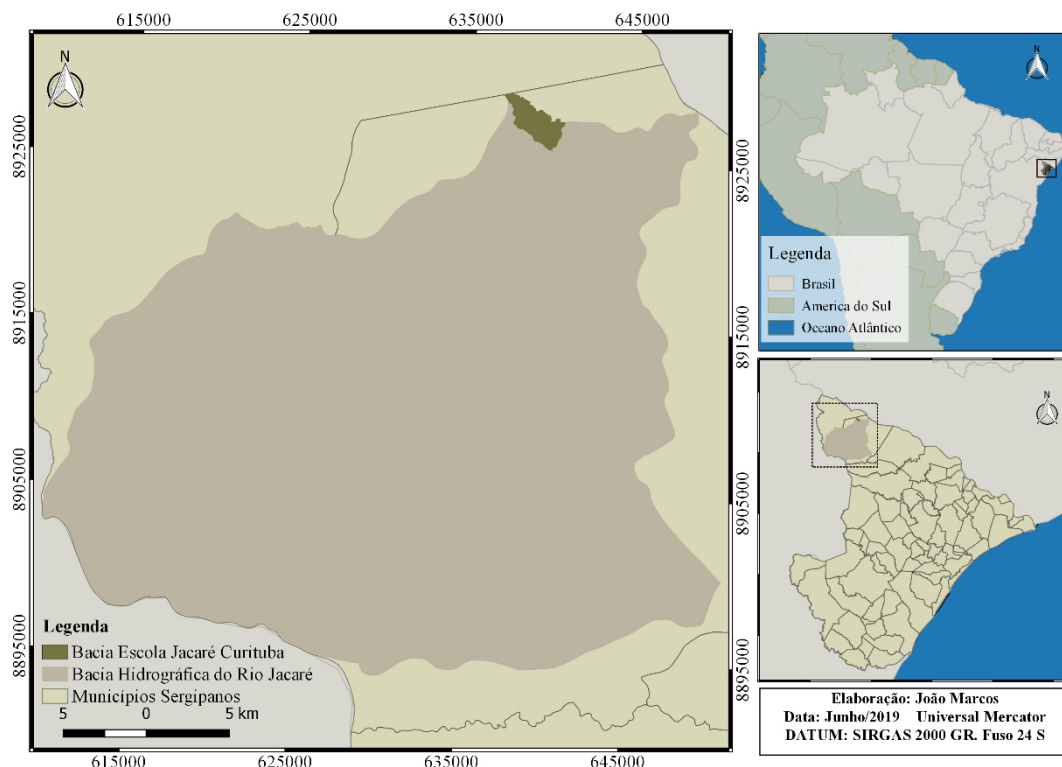 615000 625000 635000 645000
N
8925000
8915000
8905000
8895000
8925000
8915000
8905000
8895000
Legenda
Bacia Escola Jacaré Curituba
Bacia Hidrográfica do Rio Jacaré
Municípios Sergipanos
5 0 5 km
615000 625000 635000 645000
N
Legenda
Brasil
America do Sul
Oceano Atlântico
N
Elaboração: João Marcos
Data: Junho/2019 Universal Mercator
DATUM: SIRGAS 2000 GR. Fuso 24 S